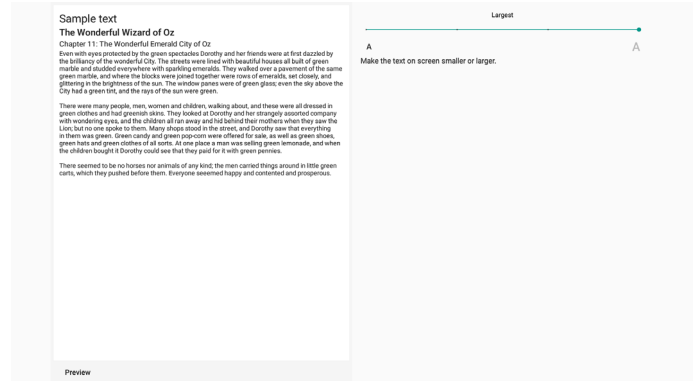 Sample text
The Wonderful Wizard of Oz
Chapter 11: The Wonderful Emerald City of Oz
Even with eyes protected by the green spectacles Dorothy and her friends were at first dazzled by
the brilliancy of the wonderful City. The streets were lined with beautiful houses all built of green
marble and studded everywhere with sparkling emeralds. They walked over a pavement of the same
green marble, and where the blocks were joined together were rows of emeralds, set closely, and
glittering in the brightness of the sun. The window panes were of green glass; even the sky above the
City had a green tint, and the rays of the sun were green.
There were many people, men, women and children, walking about, and these were all dressed in
green clothes and had greenish skins. They looked at Dorothy and her strangely assorted company
with wondering eyes, and the children all ran away and hid behind their mothers when they saw the
Lion; but no one spoke to them. Many shops stood in the street, and Dorothy saw that everything
in them was green. Green candy and green pop-corn were offered for sale, as well as green shoes,
green hats and green clothes of all sorts. At one place a man was selling green lemonade, and when
the children bought it Dorothy could see that they paid for it with green pennies.
There seemed to be no horses nor animals of any kind; the men carried things around in little green
carts, which they pushed before them. Everyone seeemed happy and contented and prosperous.
Preview
Largest
A A
Make the text on screen smaller or larger.